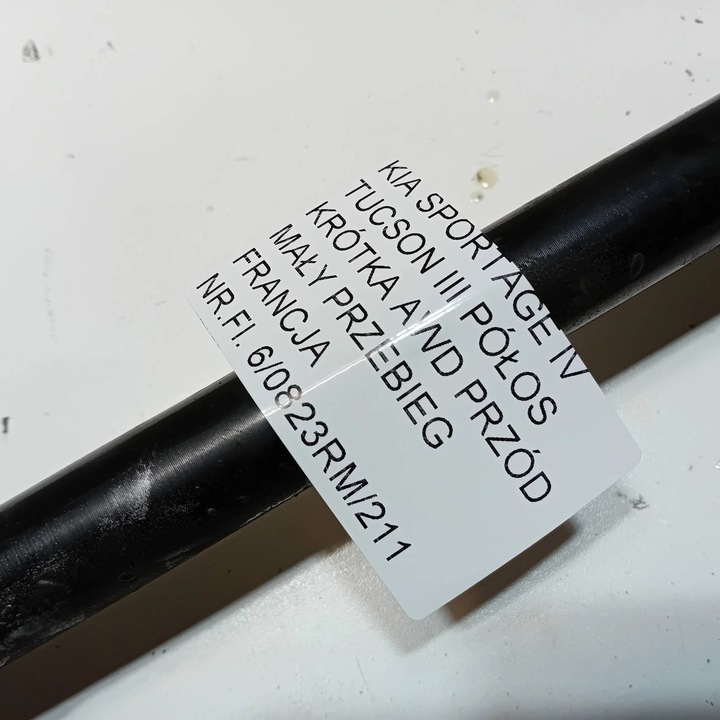 KIA SPORTAGE IV
TUCSON III PÓŁOS
KRÓTKA AWD PRZÓD
MAŁY PRZEBIEG
FRANCJA
NR.FI. 6/0823RM/211